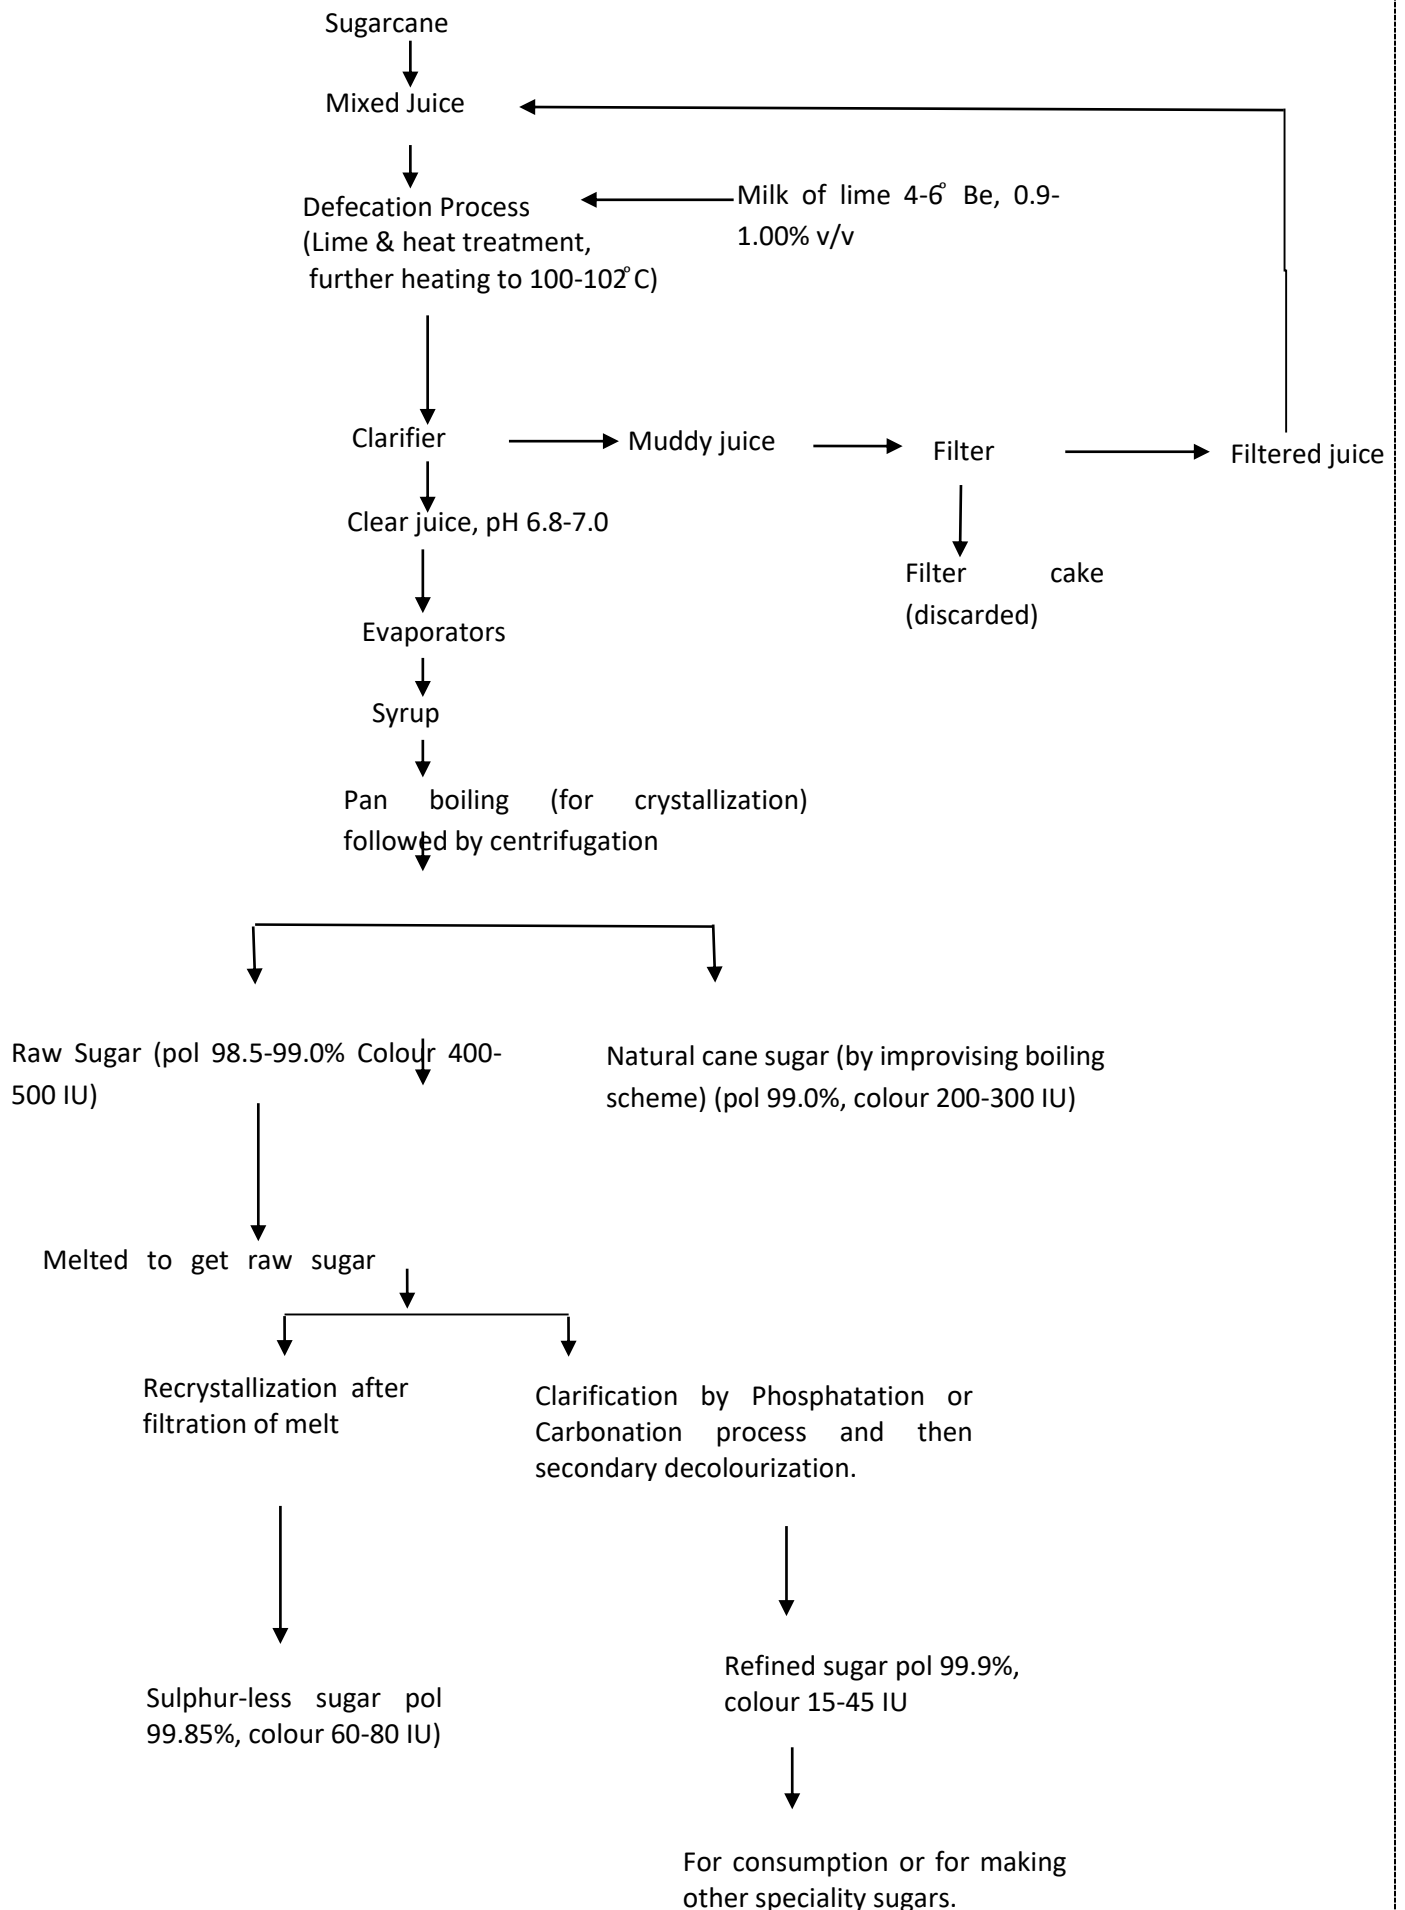 Sugarcane
Mixed Juice
Defecation Process
(Lime & heat treatment,
further heating to 100-102°C)
Milk of lime 4-6° Be, 0.9-
1.00% v/v
Clarifier
Muddy juice
Filter
Filtered juice
Clear juice, pH 6.8-7.0
Filter cake
(discarded)
Evaporators
Syrup
Pan boiling (for crystallization)
followed by centrifugation
Raw Sugar (pol 98.5-99.0% Colour 400-
500 IU)
Natural cane sugar (by improvising boiling
scheme) (pol 99.0%, colour 200-300 IU)
Melted to get raw sugar
Recrystallization after
filtration of melt
Clarification by Phosphatation or
Carbonation process and then
secondary decolourization.
Sulphur-less sugar pol
99.85%, colour 60-80 IU)
Refined sugar pol 99.9%,
colour 15-45 IU
For consumption or for making
other speciality sugars.